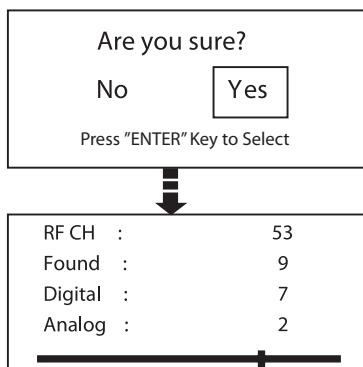 Are you sure?
No Yes
Press "ENTER" Key to Select
RF CH : 53
Found : 9
Digital : 7
Analog : 2